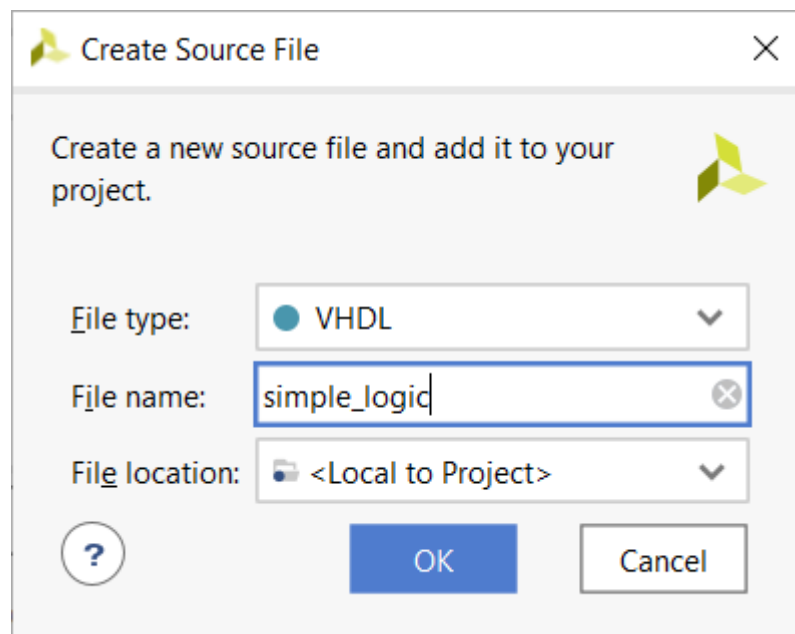 Create Source File
Create a new source file and add it to your
project.
File type: VHDL
File name: simple_logic
File location: <Local to Project>
? OK Cancel